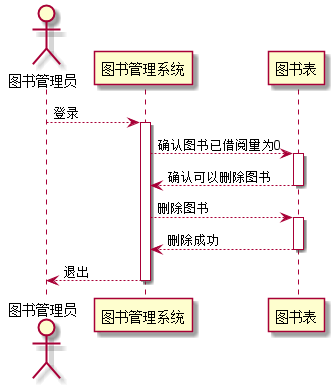 图书管理员
图书管理系统
图书表
登录
确认图书已借阅量为0
确认可以删除图书
删除图书
删除成功
退出
图书管理员
图书管理系统
图书表